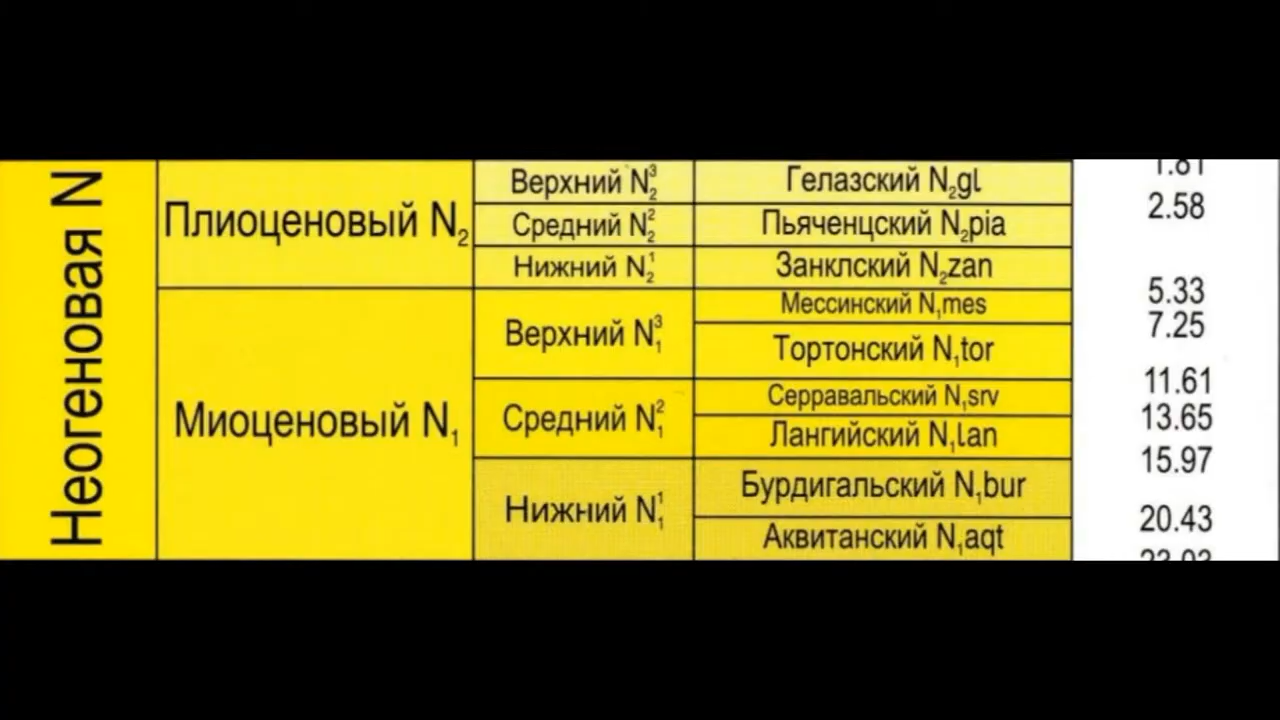 Неогеновая N
Плиоценовый N₂
Верхний N₂³
Гелазский N₂gl
1.81
2.58
Средний N₂²
Пьяченцский N₂pia
Нижний N₂¹
Занклский N₂zan
5.33
Миоценовый N₁
Верхний N₁³
Мессинский N₁mes
7.25
Тортонский N₁tor
11.61
Средний N₁²
Серравальский N₁srv
13.65
Лангийский N₁lan
15.97
Нижний N₁¹
Бурдигальский N₁bur
20.43
Аквитанский N₁aqt